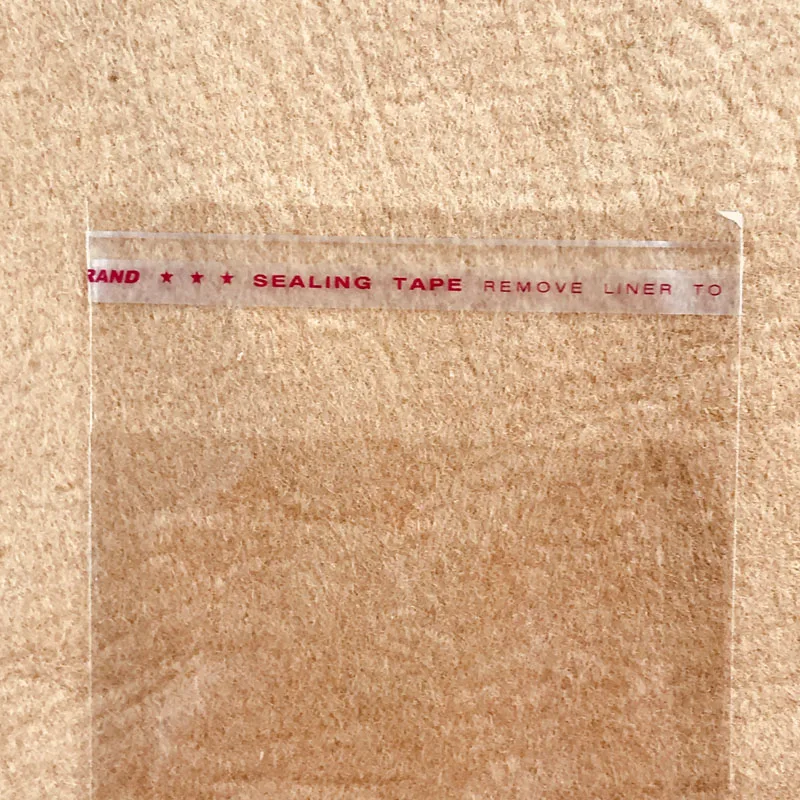 RAND ★ ★ ★ SEALING TAPE REMOVE LINER TO